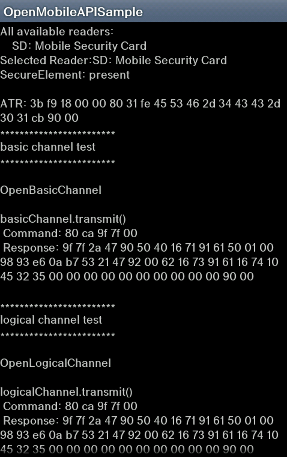 OpenMobileAPISample
All available readers:
SD: Mobile Security Card
Selected Reader:SD: Mobile Security Card
SecureElement: present
ATR: 3b f9 18 00 00 80 31 fe 45 53 46 2d 34 43 43 2d
30 31 cb 90 00
***********************
basic channel test
***********************
OpenBasicChannel
basicChannel.transmit()
Command: 80 ca 9f 7f 00
Response: 9f 7f 2a 47 90 50 40 16 71 91 61 50 01 00
98 93 e6 0a b7 53 21 47 92 00 62 16 73 91 61 16 74 10
45 32 35 00 00 00 00 00 00 00 00 00 00 90 00
***********************
logical channel test
***********************
OpenLogicalChannel
logicalChannel.transmit()
Command: 80 ca 9f 7f 00
Response: 9f 7f 2a 47 90 50 40 16 71 91 61 50 01 00
98 93 e6 0a b7 53 21 47 92 00 62 16 73 91 61 16 74 10
45 32 35 00 00 00 00 00 00 00 00 00 00 90 00